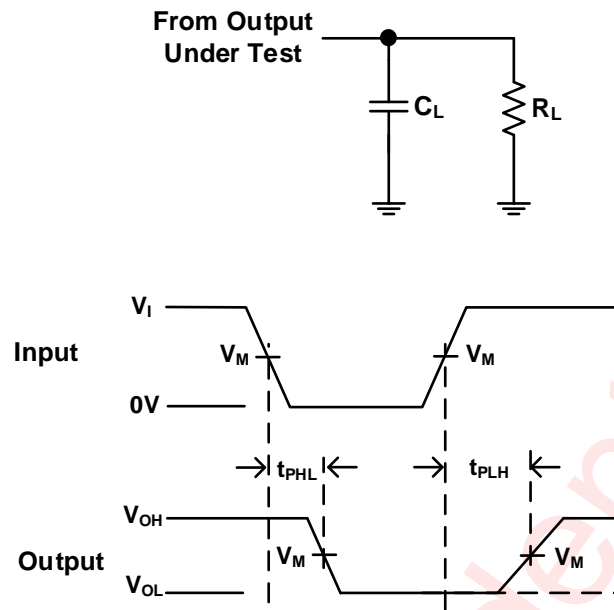 From Output
Under Test
CL
RL
VI
Input
VM
VM
0V
tPHL
tPLH
VOH
Output
VM
VM
VOL